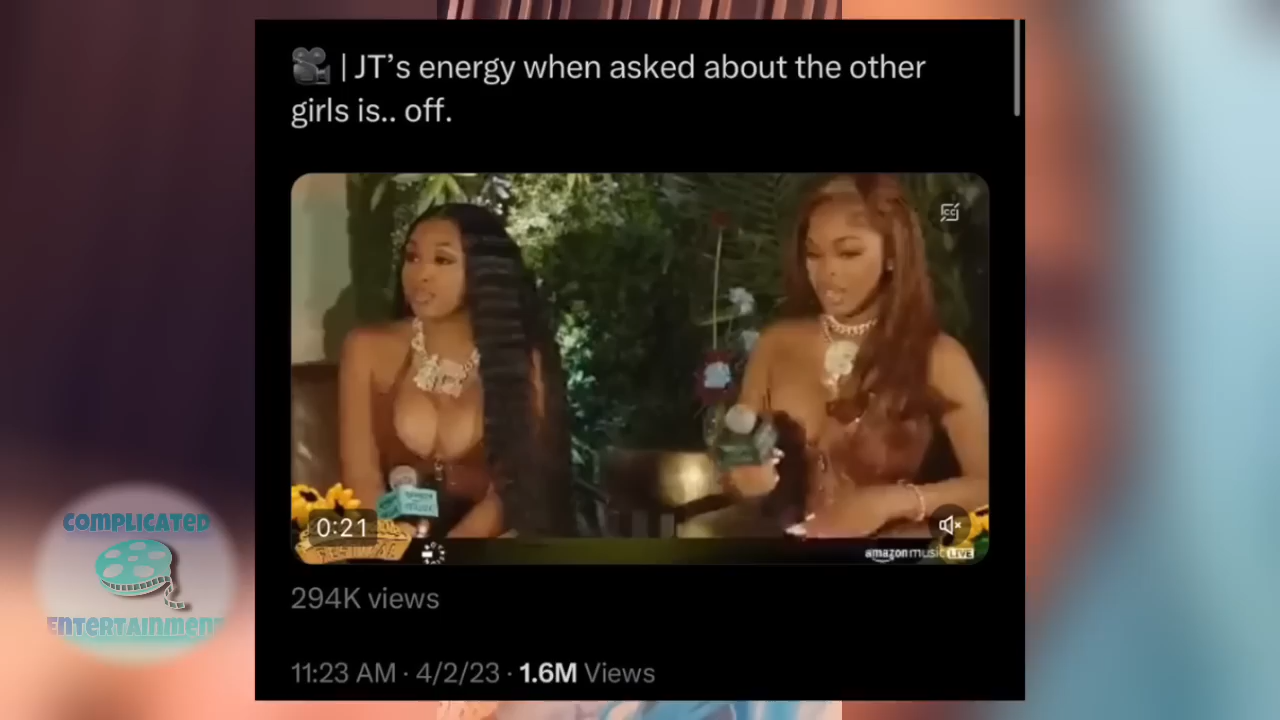 🎥 | JT’s energy when asked about the other
girls is.. off.
CC
0:21
amazon music LIVE
294K views
11:23 AM · 4/2/23 · 1.6M Views
COMPLICATED
ENTERTAINMENT